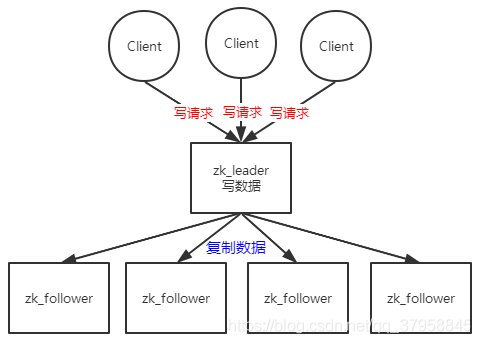 Client Client Client
写请求 写请求 写请求
zk_leader
写数据
复制数据
zk_follower zk_follower zk_follower zk_follower
https://blog.csdn.net/qq_37958845